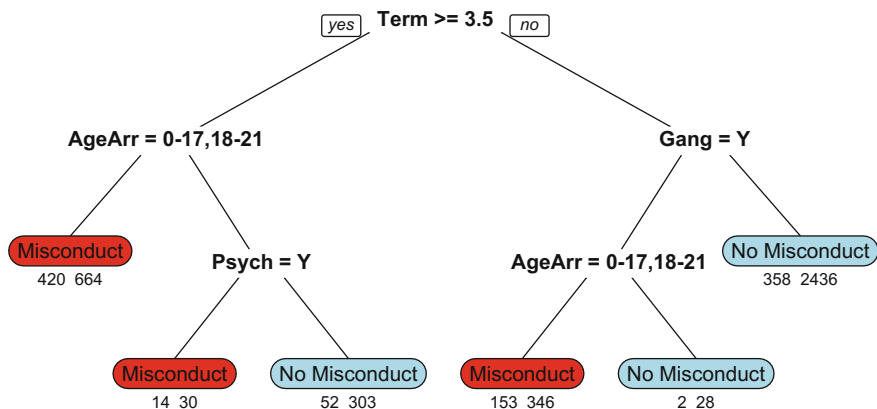 yes Term >= 3.5 no
AgeArr = 0-17,18-21
Gang = Y
Misconduct
420 664
Psych = Y
AgeArr = 0-17,18-21
No Misconduct
358 2436
Misconduct
14 30
No Misconduct
52 303
Misconduct
153 346
No Misconduct
2 28